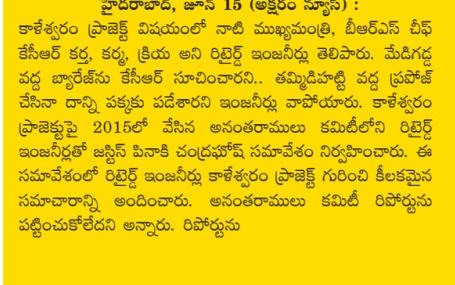 హైదరాబాద్, జూన్ 15 (అక్షరం న్యూస్) :
కాళేశ్వరం ప్రాజెక్ట్ విషయంలో నాటి ముఖ్యమంత్రి, బీఆర్ఎస్ చీఫ్
కేసీఆర్ కర్త, కర్మ, క్రియ అని రిటైర్డ్ ఇంజనీర్లు తెలిపారు. మేడిగడ్డ
వద్ద బ్యారేజ్‌ను కేసీఆర్ సూచించారని.. తమ్మిడిహట్టి వద్ద ప్రపోజ్
చేసినా దాన్ని పక్కకు పడేశారని ఇంజనీర్లు వాపోయారు. కాళేశ్వరం
ప్రాజెక్టుపై 2015లో వేసిన అనంతరాములు కమిటీలోని రిటైర్డ్
ఇంజనీర్లతో జస్టిస్ పినాకి చంద్రఘోష్ సమావేశం నిర్వహించారు. ఈ
సమావేశంలో రిటైర్డ్ ఇంజనీర్లు కాళేశ్వరం ప్రాజెక్ట్ గురించి కీలకమైన
సమాచారాన్ని అందించారు. అనంతరాములు కమిటీ రిపోర్టును
పట్టించుకోలేదని అన్నారు. రిపోర్టును